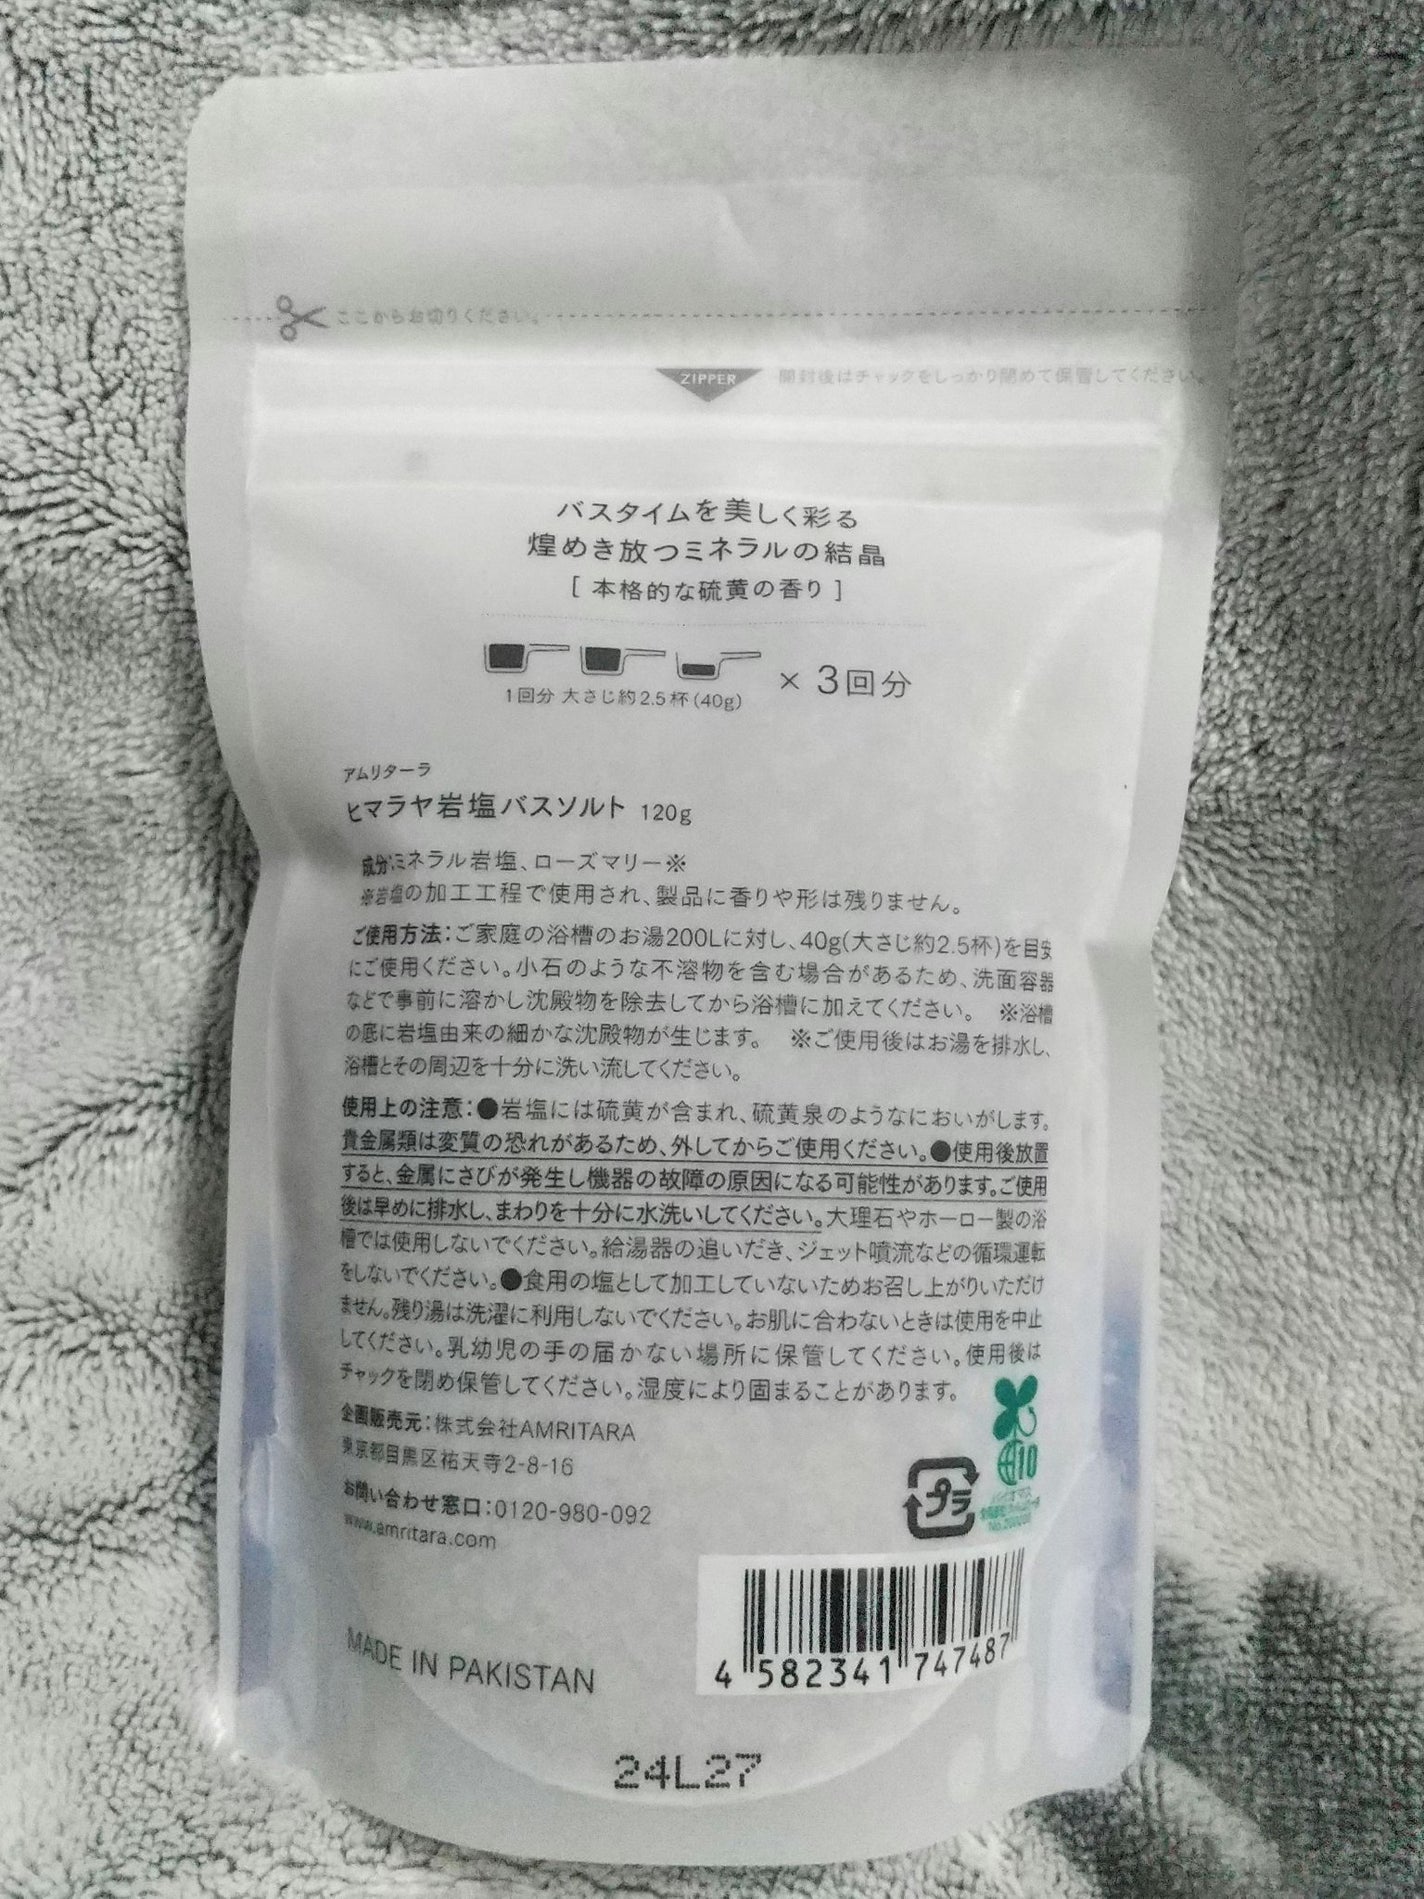 ここからお切りください。
ZIPPER 開封後はチャックをしっかり閉めて保管してください。
バスタイムを美しく彩る
煌めき放つミネラルの結晶
[ 本格的な硫黄の香り ]
× 3回分
1回分 大さじ約2.5杯(40g)
アムリターラ
ヒマラヤ岩塩バスソルト 120g
成分:ミネラル岩塩、ローズマリー※
※岩塩の加工工程で使用され、製品に香りや形は残りません。
ご使用方法:ご家庭の浴槽のお湯200Lに対し、40g(大さじ約2.5杯)を目安
にご使用ください。小石のような不溶物を含む場合があるため、洗面容器
などで事前に溶かし沈殿物を除去してから浴槽に加えてください。 ※浴槽
の底に岩塩由来の細かな沈殿物が生じます。 ※ご使用後はお湯を排水し、
浴槽とその周辺を十分に洗い流してください。
使用上の注意:●岩塩には硫黄が含まれ、硫黄泉のようなにおいがします。
貴金属類は変質の恐れがあるため、外してからご使用ください。●使用後放置
すると、金属にさびが発生し機器の故障の原因になる可能性があります。ご使用
後は早めに排水し、まわりを十分に水洗いしてください。大理石やホーロー製の浴
槽では使用しないでください。給湯器の追いだき、ジェット噴流などの循環運転
をしないでください。●食用の塩として加工していないためお召し上がりいただけ
ません。残り湯は洗濯に利用しないでください。お肌に合わないときは使用を中止
してください。乳幼児の手の届かない場所に保管してください。使用後は
チャックを閉め保管してください。湿度により固まることがあります。
企画販売元:株式会社AMRITARA
東京都目黒区祐天寺2-8-16
お問い合わせ窓口:0120-980-092
www.amritara.com
プラ
10
バイオマス
MADE IN PAKISTAN
4 582341 747487
24L27